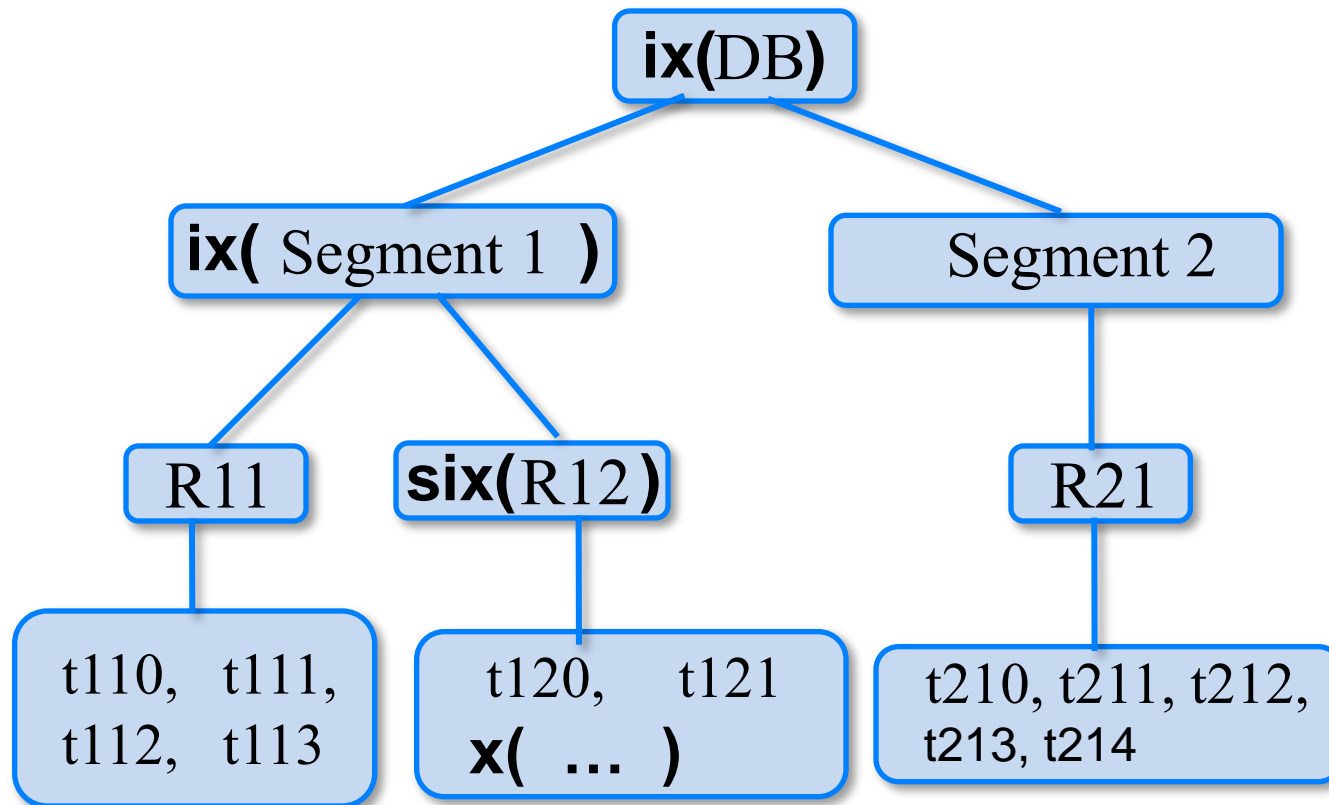 ix(DB)
ix( Segment 1 )
Segment 2
R11
six(R12)
R21
t110, t111,
t112, t113
t120, t121
x( ... )
t210, t211, t212,
t213, t214